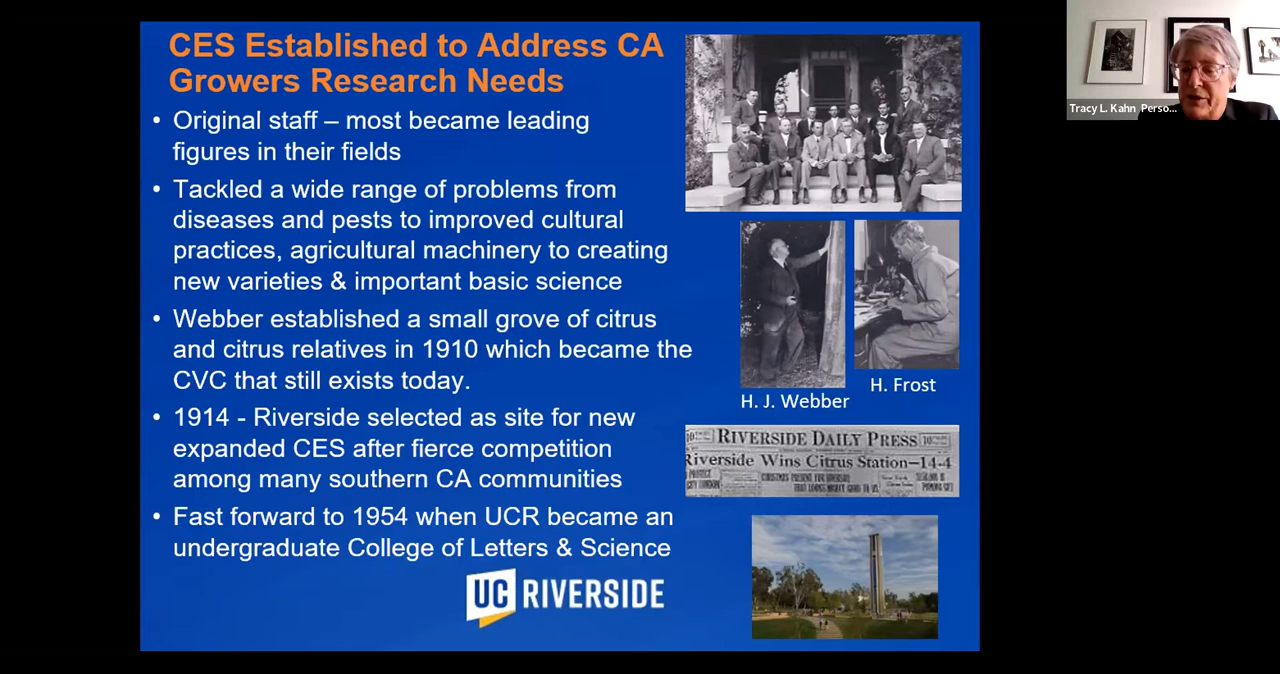 CES Established to Address CA
Growers Research Needs
• Original staff – most became leading
figures in their fields
• Tackled a wide range of problems from
diseases and pests to improved cultural
practices, agricultural machinery to creating
new varieties & important basic science
• Webber established a small grove of citrus
and citrus relatives in 1910 which became the
CVC that still exists today.
• 1914 - Riverside selected as site for new
expanded CES after fierce competition
among many southern CA communities
• Fast forward to 1954 when UCR became an
undergraduate College of Letters & Science
UC RIVERSIDE
H. J. Webber
H. Frost
RIVERSIDE DAILY PRESS
Riverside Wins Citrus Station—14-4
Tracy L. Kahn_Perso...